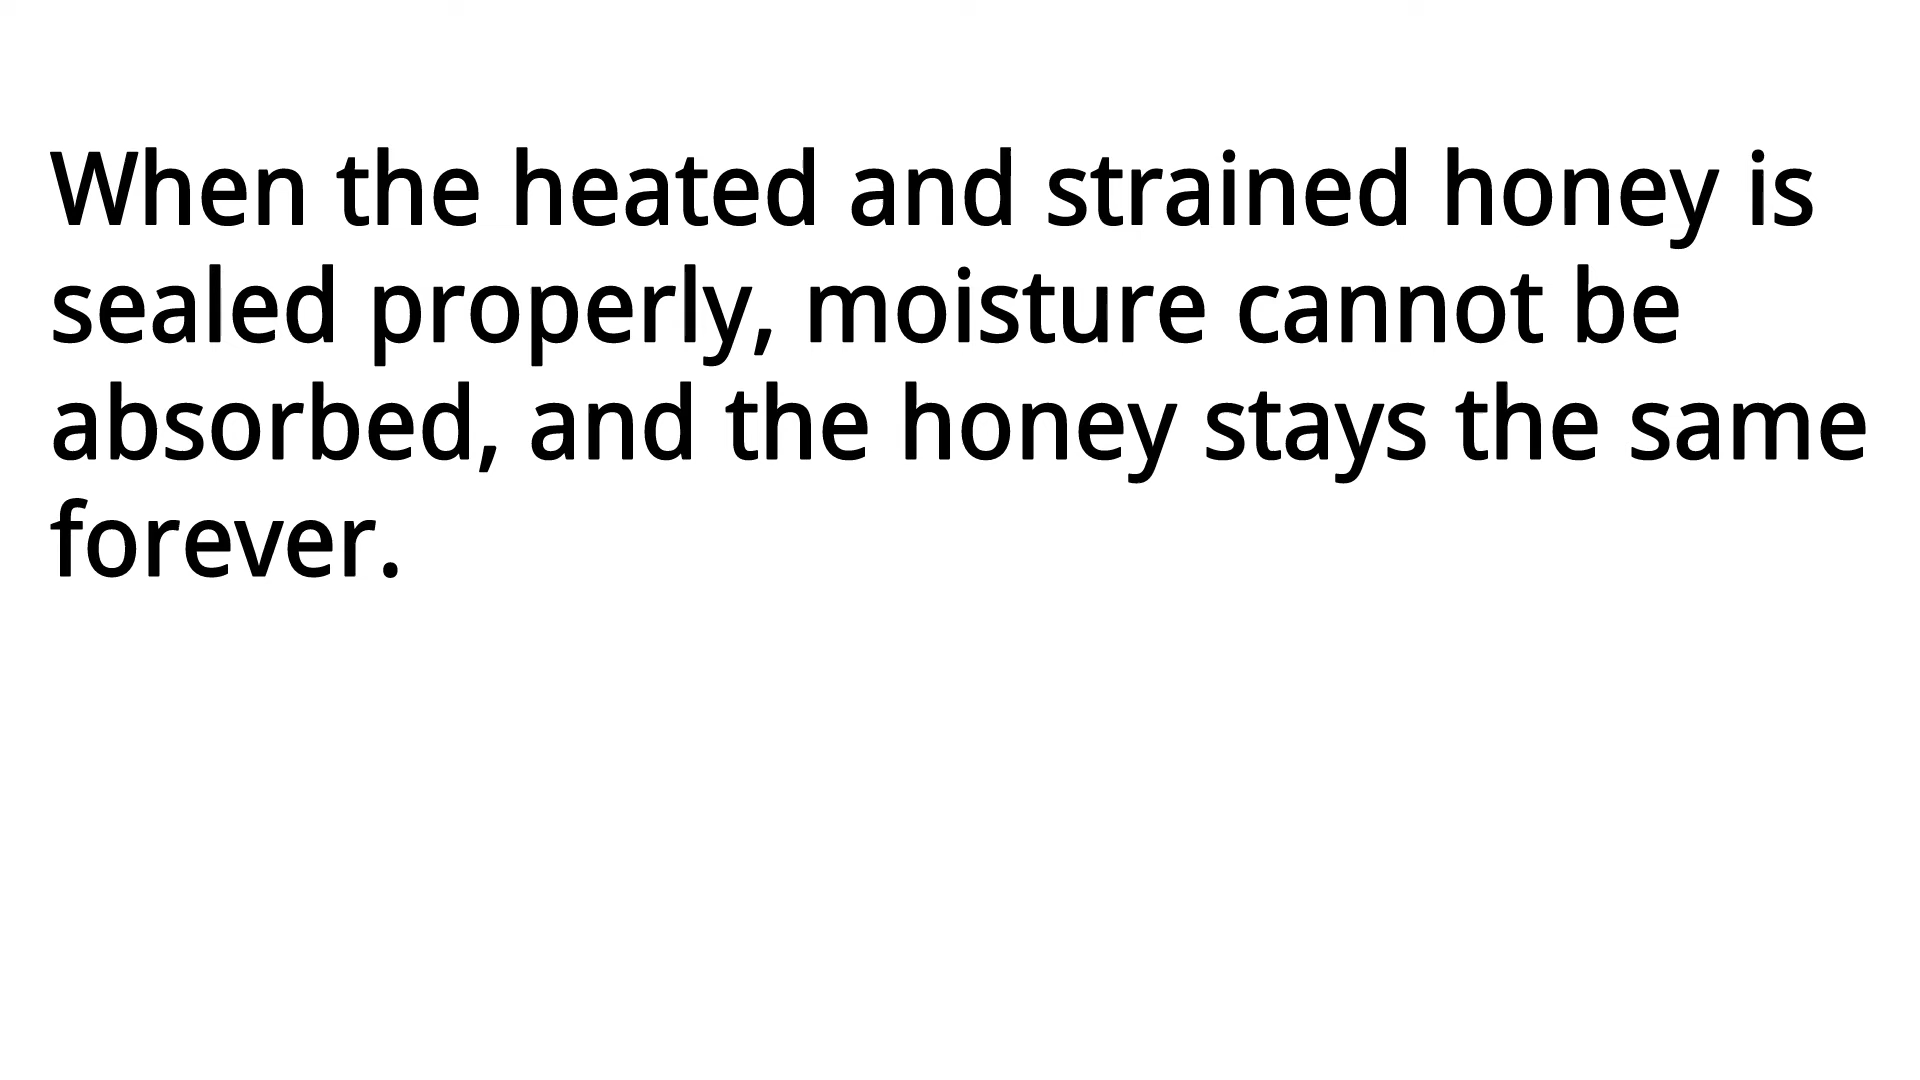 When the heated and strained honey is
sealed properly, moisture cannot be
absorbed, and the honey stays the same
forever.